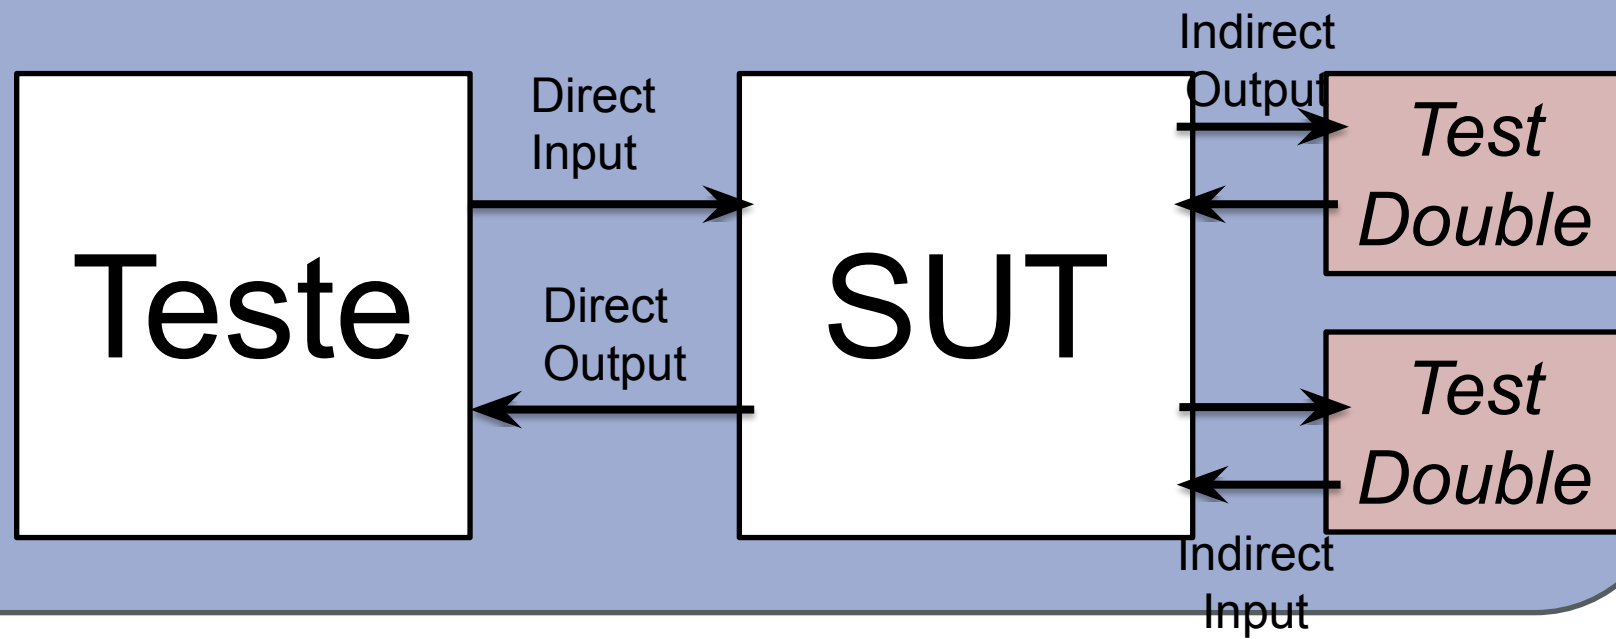 Teste
Direct
Input
Direct
Output
SUT
Indirect
Output
Test
Double
Test
Double
Indirect
Input